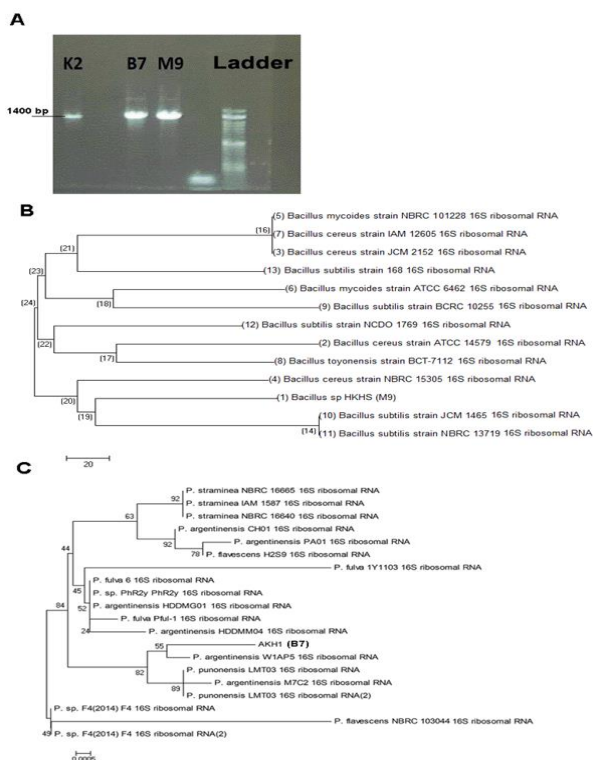 A
K2 B7 M9 Ladder
1400 bp
B
(5) Bacillus mycoides strain NBRC 101228 16S ribosomal RNA
(16)
(7) Bacillus cereus strain IAM 12605 16S ribosomal RNA
(3) Bacillus cereus strain JCM 2152 16S ribosomal RNA
(21)
(13) Bacillus subtilis strain 168 16S ribosomal RNA
(23)
(6) Bacillus mycoides strain ATCC 6462 16S ribosomal RNA
(18)
(9) Bacillus subtilis strain BCRC 10255 16S ribosomal RNA
(24)
(12) Bacillus subtilis strain NCDO 1769 16S ribosomal RNA
(22)
(2) Bacillus cereus strain ATCC 14579 16S ribosomal RNA
(17)
(8) Bacillus toyonensis strain BCT-7112 16S ribosomal RNA
(4) Bacillus cereus strain NBRC 15305 16S ribosomal RNA
(20)
(1) Bacillus sp HKHS (M9)
(19)
(10) Bacillus subtilis strain JCM 1465 16S ribosomal RNA
(14)
(11) Bacillus subtilis strain NBRC 13719 16S ribosomal RNA
20
C
P. straminea NBRC 16665 16S ribosomal RNA
92
P. straminea IAM 1587 16S ribosomal RNA
P. straminea NBRC 16640 16S ribosomal RNA
63
P. argentinensis CH01 16S ribosomal RNA
92
P. argentinensis PA01 16S ribosomal RNA
78
P. flavescens H2S9 16S ribosomal RNA
44
P. fulva 1Y1103 16S ribosomal RNA
P. fulva 6 16S ribosomal RNA
45
P. sp. PhR2y PhR2y 16S ribosomal RNA
84
52
P. argentinensis HDDMG01 16S ribosomal RNA
P. fulva Pful-1 16S ribosomal RNA
24
P. argentinensis HDDMM04 16S ribosomal RNA
55
AKH1 (B7)
P. argentinensis W1AP5 16S ribosomal RNA
82
P. punonensis LMT03 16S ribosomal RNA
P. argentinensis M7C2 16S ribosomal RNA
89
P. punonensis LMT03 16S ribosomal RNA(2)
P. sp. F4(2014) F4 16S ribosomal RNA
P. flavescens NBRC 103044 16S ribosomal RNA
49
P. sp. F4(2014) F4 16S ribosomal RNA(2)
0.0005